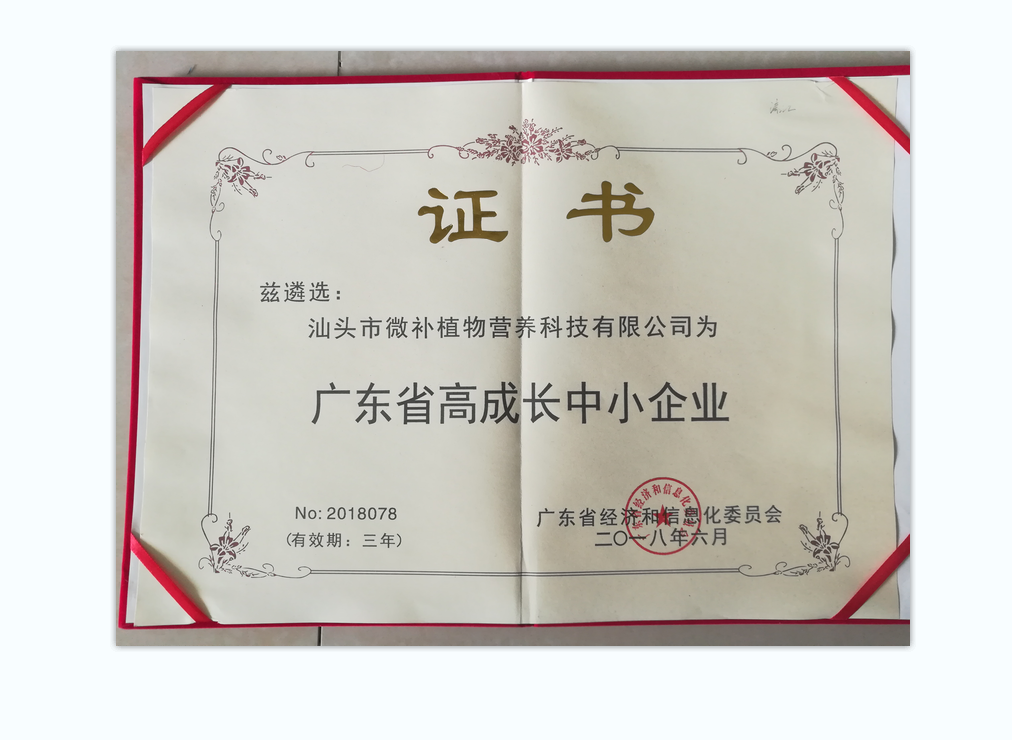 证书
兹遴选：
汕头市微补植物营养科技有限公司为
广东省高成长中小企业
No: 2018078
(有效期：三年)
广东省经济和信息化委员会
二〇一八年六月